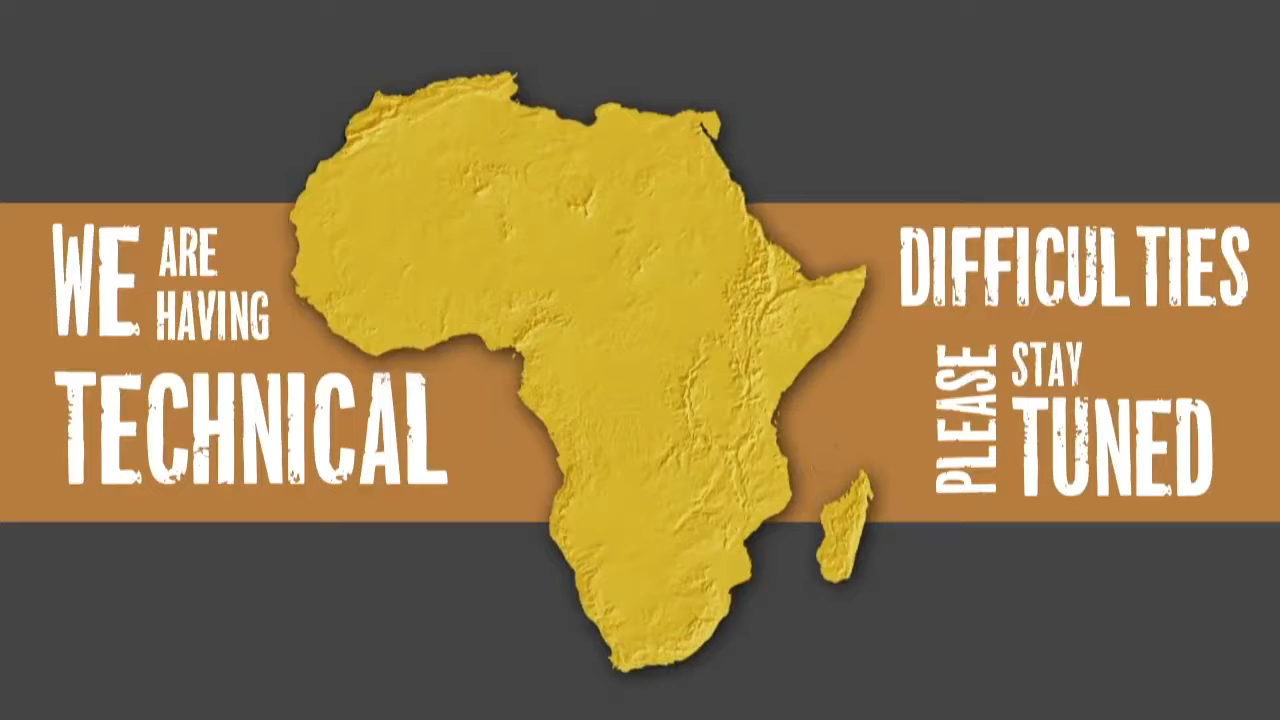 WE ARE
HAVING
TECHNICAL
DIFFICULTIES
PLEASE STAY
TUNED